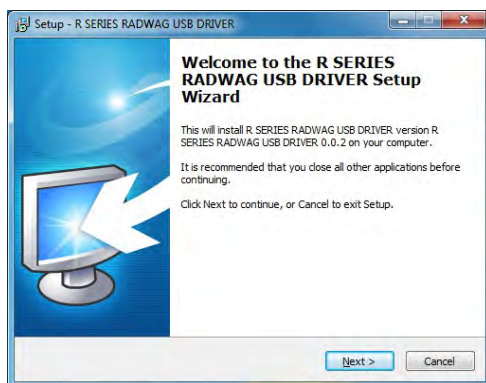 Setup - R SERIES RADWAG USB DRIVER
Welcome to the R SERIES
RADWAG USB DRIVER Setup
Wizard
This will install R SERIES RADWAG USB DRIVER version R
SERIES RADWAG USB DRIVER 0.0.2 on your computer.
It is recommended that you close all other applications before
continuing.
Click Next to continue, or Cancel to exit Setup.
Next > Cancel